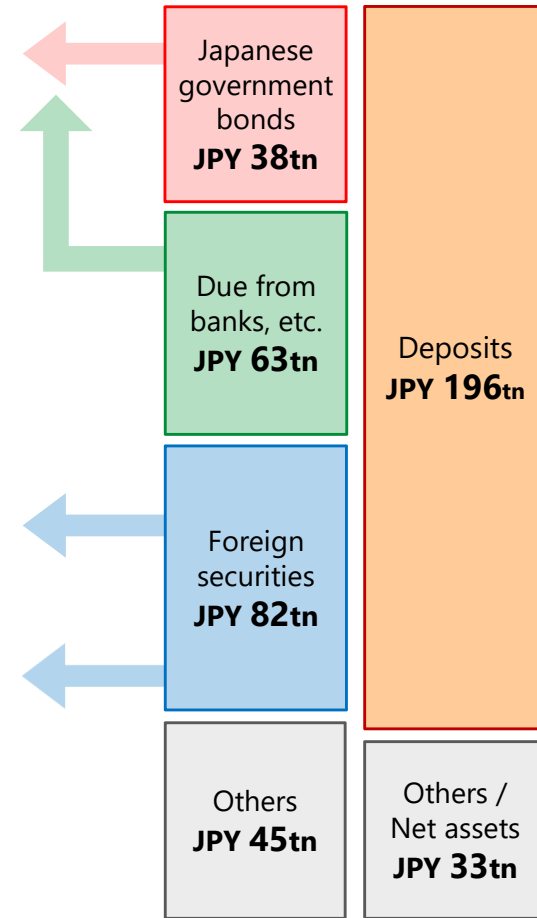 Japanese
government
bonds
JPY 38tn
Due from
banks, etc.
JPY 63tn
Deposits
JPY 196tn
Foreign
securities
JPY 82tn
Others
JPY 45tn
Others /
Net assets
JPY 33tn